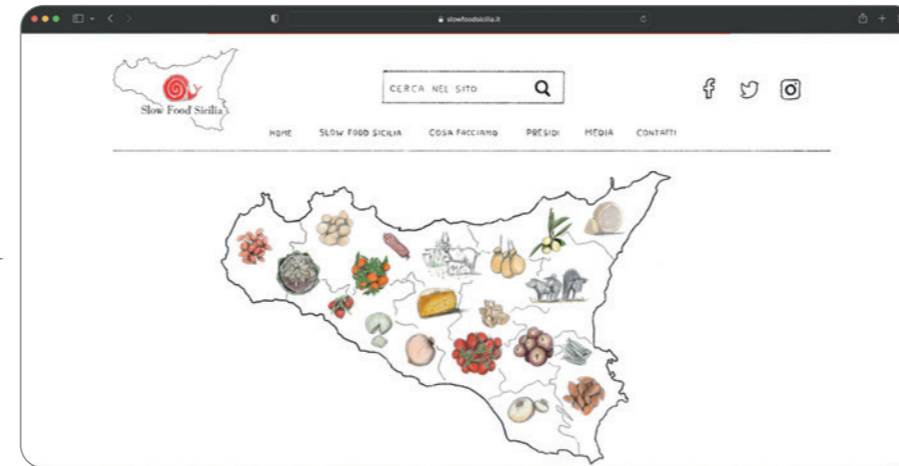 slowfoodsicilia.it
Slow Food Sicilia
CERCA NEL SITO
HOME SLOW FOOD SICILIA COSA FACCIAMO PRESIDI MEDIA CONTATTI